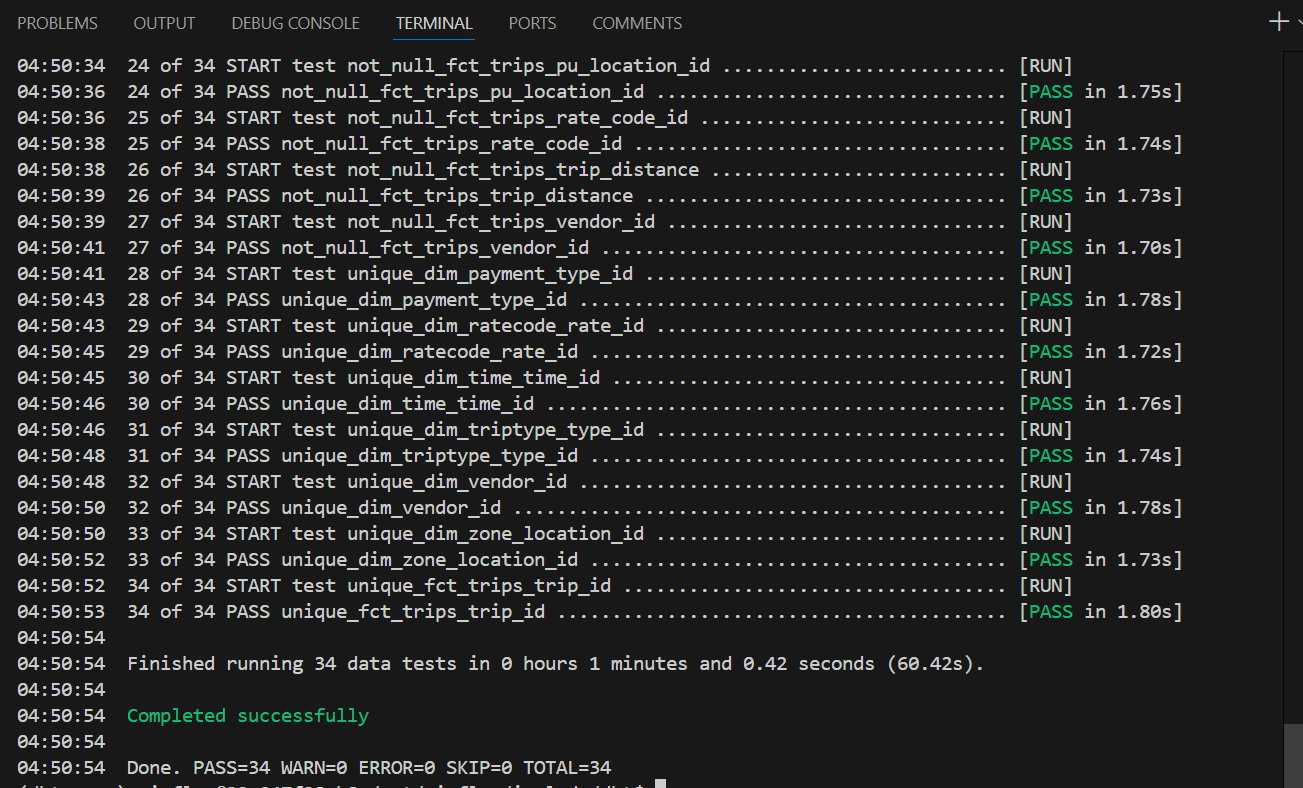 PROBLEMS OUTPUT DEBUG CONSOLE TERMINAL PORTS COMMENTS
04:50:34 24 of 34 START test not_null_fct_trips_pu_location_id .......................... [RUN]
04:50:36 24 of 34 PASS not_null_fct_trips_pu_location_id ................................ [PASS in 1.75s]
04:50:36 25 of 34 START test not_null_fct_trips_rate_code_id ............................ [RUN]
04:50:38 25 of 34 PASS not_null_fct_trips_rate_code_id .................................. [PASS in 1.74s]
04:50:38 26 of 34 START test not_null_fct_trips_trip_distance ........................... [RUN]
04:50:39 26 of 34 PASS not_null_fct_trips_trip_distance ................................. [PASS in 1.73s]
04:50:39 27 of 34 START test not_null_fct_trips_vendor_id ............................... [RUN]
04:50:41 27 of 34 PASS not_null_fct_trips_vendor_id ..................................... [PASS in 1.70s]
04:50:41 28 of 34 START test unique_dim_payment_type_id ................................. [RUN]
04:50:43 28 of 34 PASS unique_dim_payment_type_id ....................................... [PASS in 1.78s]
04:50:43 29 of 34 START test unique_dim_ratecode_rate_id ................................ [RUN]
04:50:45 29 of 34 PASS unique_dim_ratecode_rate_id ...................................... [PASS in 1.72s]
04:50:45 30 of 34 START test unique_dim_time_time_id .................................... [RUN]
04:50:46 30 of 34 PASS unique_dim_time_time_id .......................................... [PASS in 1.76s]
04:50:46 31 of 34 START test unique_dim_triptype_type_id ................................ [RUN]
04:50:48 31 of 34 PASS unique_dim_triptype_type_id ...................................... [PASS in 1.74s]
04:50:48 32 of 34 START test unique_dim_vendor_id ....................................... [RUN]
04:50:50 32 of 34 PASS unique_dim_vendor_id ............................................. [PASS in 1.78s]
04:50:50 33 of 34 START test unique_dim_zone_location_id ................................ [RUN]
04:50:52 33 of 34 PASS unique_dim_zone_location_id ...................................... [PASS in 1.73s]
04:50:52 34 of 34 START test unique_fct_trips_trip_id ................................... [RUN]
04:50:53 34 of 34 PASS unique_fct_trips_trip_id ......................................... [PASS in 1.80s]
04:50:54
04:50:54 Finished running 34 data tests in 0 hours 1 minutes and 0.42 seconds (60.42s).
04:50:54
04:50:54 Completed successfully
04:50:54
04:50:54 Done. PASS=34 WARN=0 ERROR=0 SKIP=0 TOTAL=34